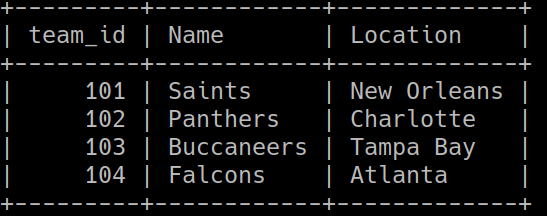 +---------+------------+-------------+
| team_id | Name       | Location    |
+---------+------------+-------------+
|     101 | Saints     | New Orleans |
|     102 | Panthers   | Charlotte   |
|     103 | Buccaneers | Tampa Bay   |
|     104 | Falcons    | Atlanta     |
+---------+------------+-------------+